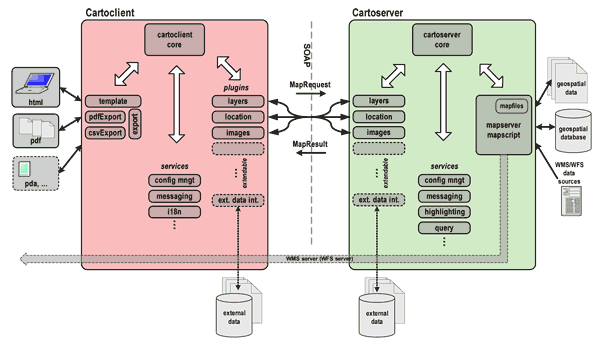 Cartoclient
Cartoserver
cartoclient
core
cartoserver
core
SOAP
MapRequest
MapResult
html
pdf
pda, ...
template
pdfExport
csvExport
export
plugins
layers
location
images
extendable
ext. data int.
services
config mngt
messaging
i18n
layers
location
images
extendable
ext. data int.
services
config mngt
messaging
highlighting
query
mapfiles
mapserver
mapscript
geospatial
data
geospatial
database
WMS/WFS
data
sources
WMS server (WFS server)
external
data
external
data